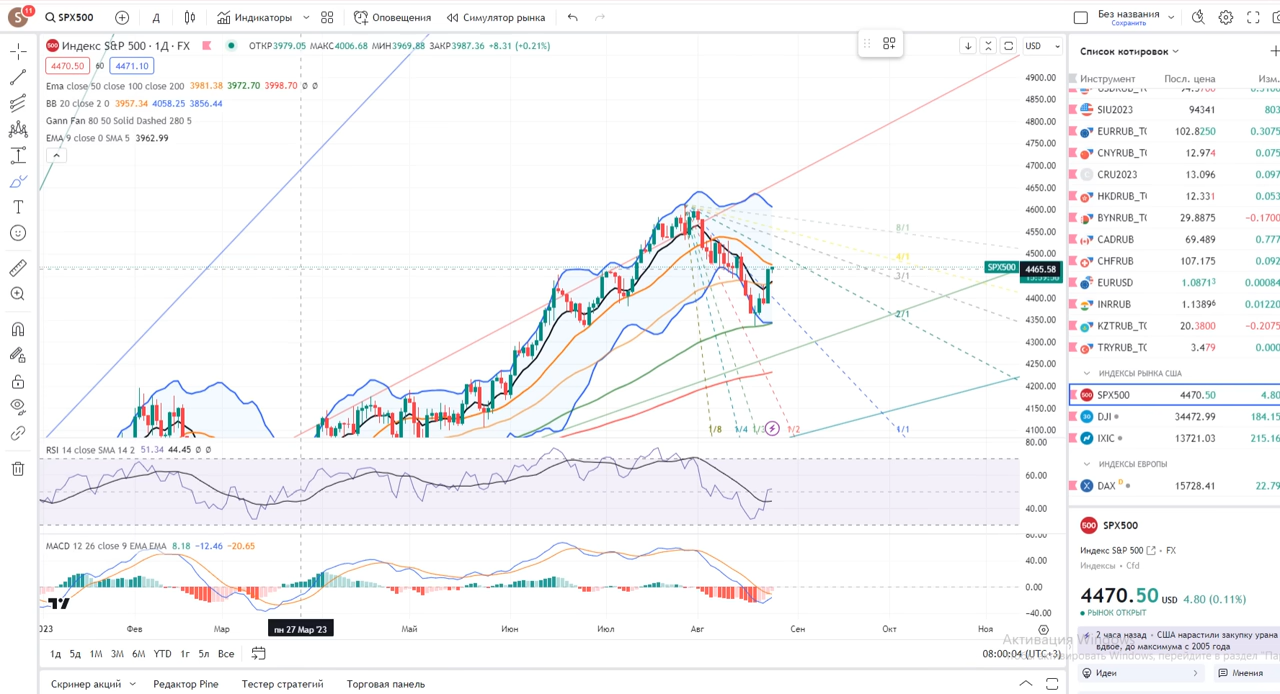 S 11 SPX500 Д Индикаторы Оповещения Симулятор рынка Без названия Сохранить
500 Индекс S&P 500 · 1Д · FX ОТКР3979.05 МАКС4006.68 МИН3969.88 ЗАКР3987.36 +8.31 (+0.21%) USD
4470.50 60 4471.10
Ema close 50 close 100 close 200 3981.38 3972.70 3998.70 ∅ ∅
BB 20 close 2 0 3957.34 4058.25 3856.44
Gann Fan 80 50 Solid Dashed 280 5
EMA 9 close 0 SMA 5 3962.99
4900.00
4850.00
4800.00
4750.00
4700.00
4650.00
4600.00
4550.00
4500.00
SPX500 4465.58
4400.00
4350.00
4300.00
4250.00
4200.00
4150.00
4100.00
8/1
4/1
3/1
2/1
1/8 1/4 1/3 1/2 1/1
RSI 14 close SMA 14 2 51.34 44.45 ∅ ∅
80.00
60.00
40.00
MACD 12 26 close 9 EMA EMA 8.18 −12.46 −20.65
80.00
40.00
0.00
−40.00
023 Фев Мар пн 27 Мар '23 Май Июн Июл Авг Сен Окт Ноя
1д 5д 1М 3М 6М YTD 1г 5л Все 08:00:04 (UTC+3)
Скринер акций Редактор Pine Тестер стратегий Торговая панель
Список котировок
Инструмент Посл. цена Изм.
SIU2023 94341 803
EURRUB_T 102.8250 0.3075
CNYRUB_T 12.974 0.075
CRU2023 13.096 0.097
HKDRUB_T 12.331 0.053
BYNRUB_T 29.8875 −0.1700
CADRUB 69.489 0.777
CHFRUB 107.175 0.092
EURUSD 1.08713 0.00084
INRRUB 1.1389 0.01220
KZTRUB_T 20.3800 −0.2075
TRYRUB_T 3.479 0.000
ИНДЕКСЫ РЫНКА США
500 SPX500 4470.50 4.80
30 DJI 34472.99 184.15
IXIC 13721.03 215.16
ИНДЕКСЫ ЕВРОПЫ
DAX D 15728.41 22.79
500 SPX500
Индекс S&P 500 · FX
Индексы · Cfd
4470.50 USD 4.80 (0.11%)
РЫНОК ОТКРЫТ
Активация Windows
2 часа назад · США нарастили закупку урана
вдвое, до максимума с 2005 года
Идеи Мнения